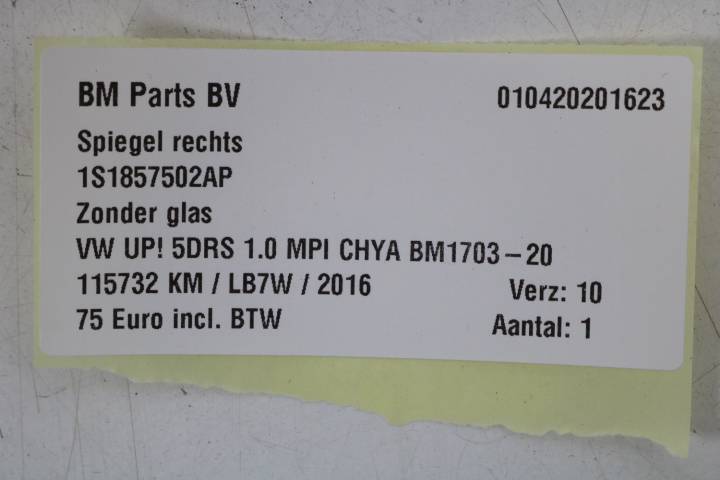 BM Parts BV 010420201623
Spiegel rechts
1S1857502AP
Zonder glas
VW UP! 5DRS 1.0 MPI CHYA BM1703-20
115732 KM / LB7W / 2016 Verz: 10
75 Euro incl. BTW Aantal: 1